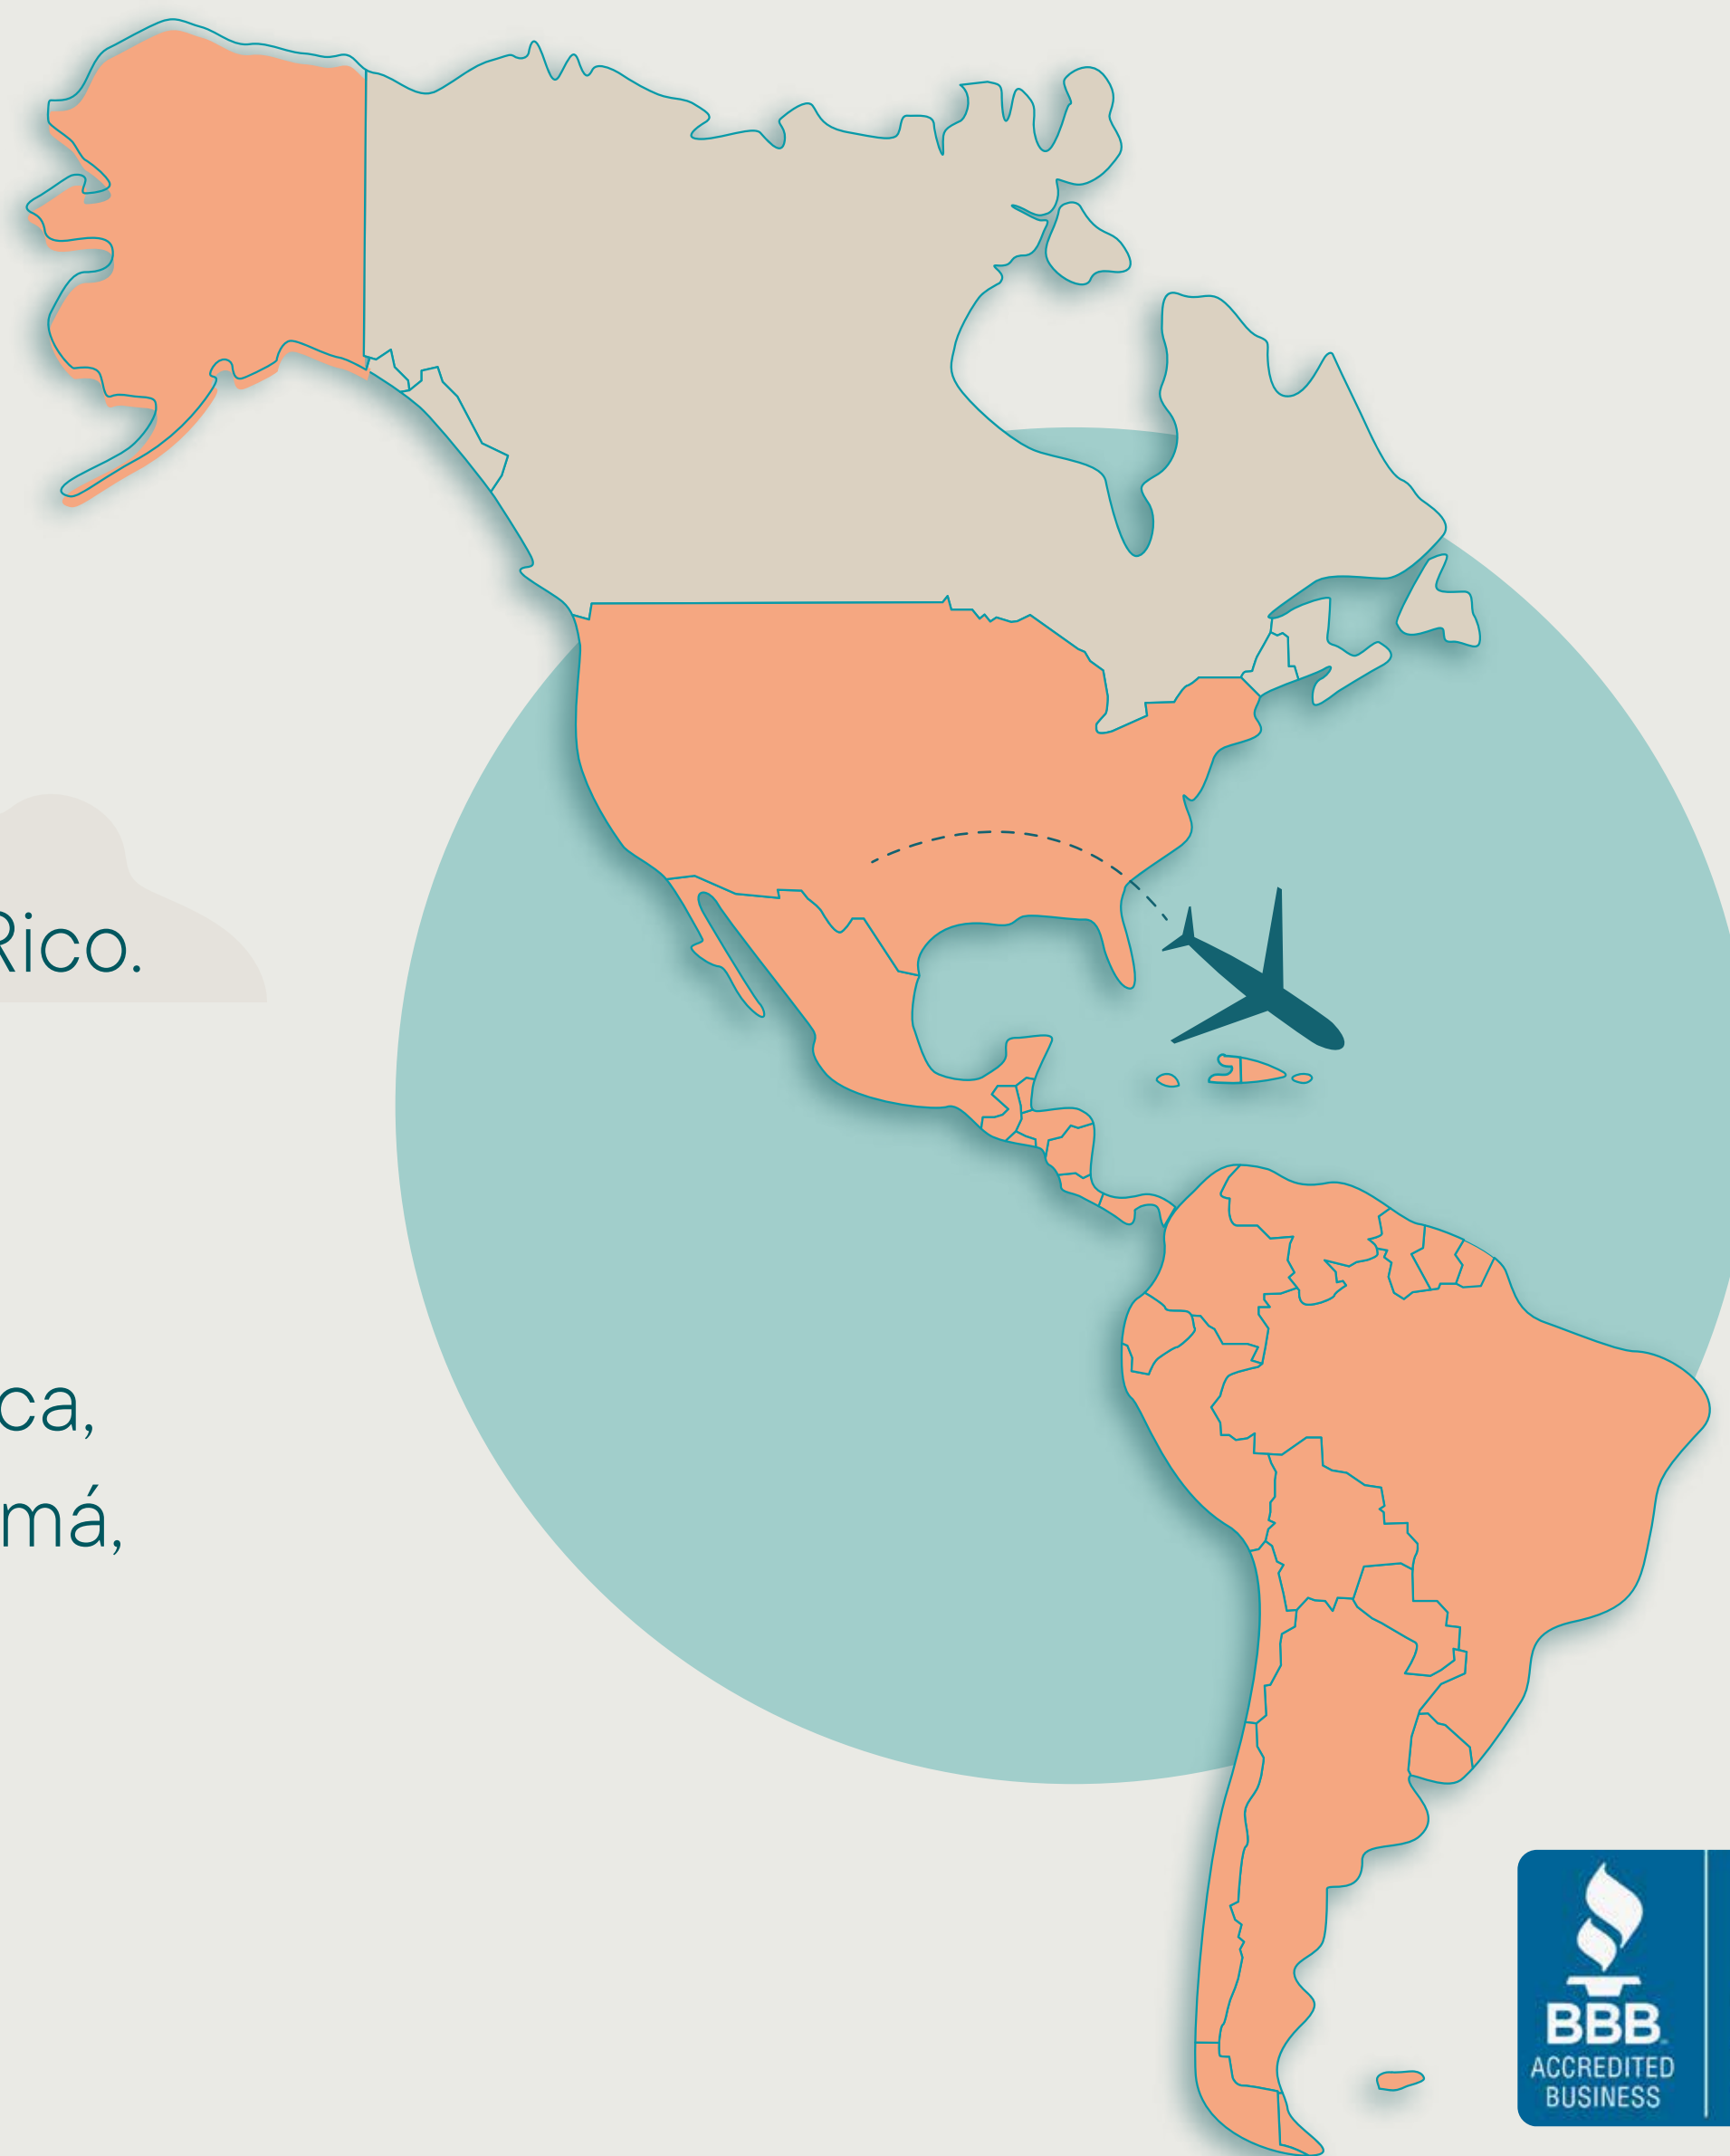 Rico.
ca,
má,
BBB
ACCREDITED
BUSINESS